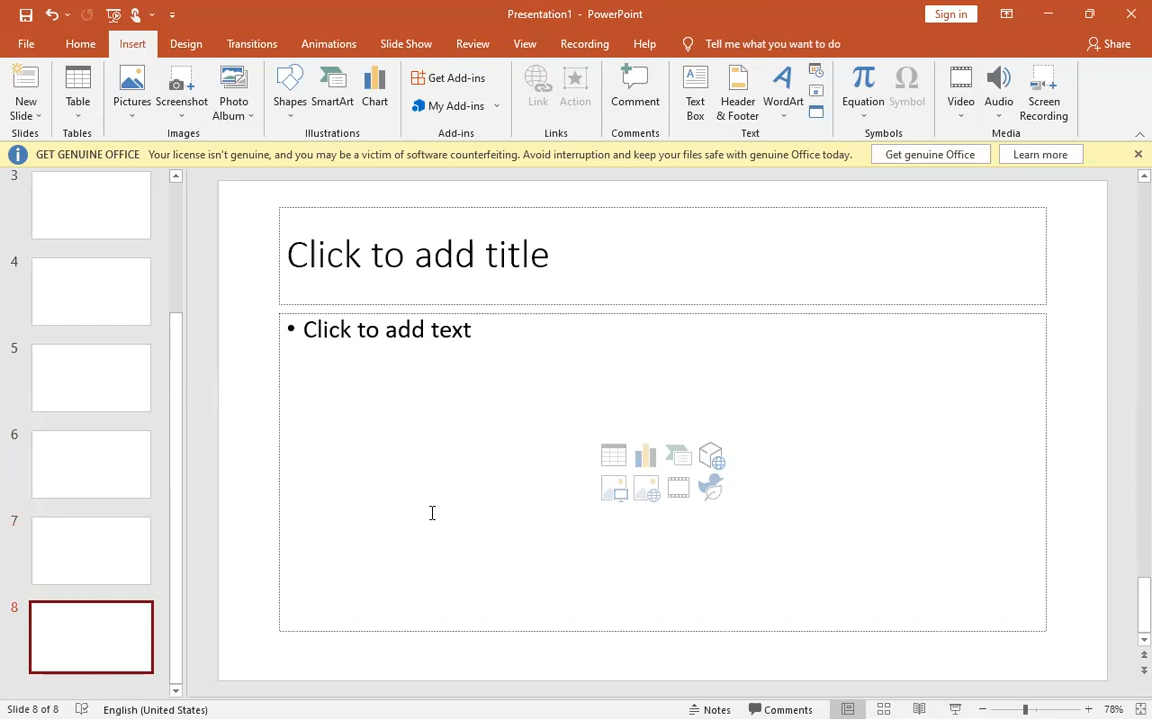 Presentation1 - PowerPoint
Sign in
File Home Insert Design Transitions Animations Slide Show Review View Recording Help Tell me what you want to do Share
New Slide
Table
Pictures
Screenshot
Photo Album
Shapes
SmartArt
Chart
Get Add-ins
My Add-ins
Link
Action
Comment
Text Box
Header & Footer
WordArt
Equation
Symbol
Video
Audio
Screen Recording
Slides Tables Images Illustrations Add-ins Links Comments Text Symbols Media
GET GENUINE OFFICE Your license isn't genuine, and you may be a victim of software counterfeiting. Avoid interruption and keep your files safe with genuine Office today. Get genuine Office Learn more
3
4
5
6
7
8
Click to add title
• Click to add text
Slide 8 of 8 English (United States) Notes Comments 78%